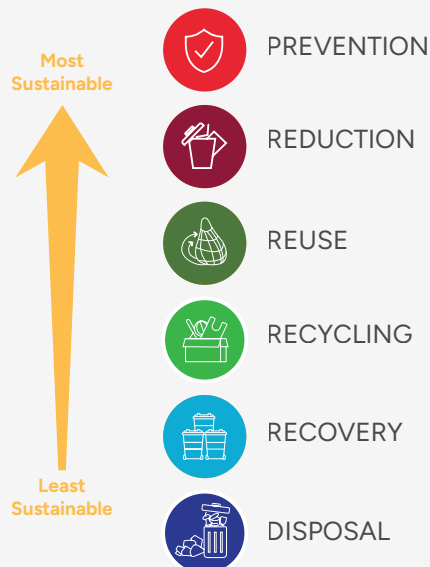 Most
Sustainable
PREVENTION
REDUCTION
REUSE
RECYCLING
RECOVERY
Least
Sustainable
DISPOSAL